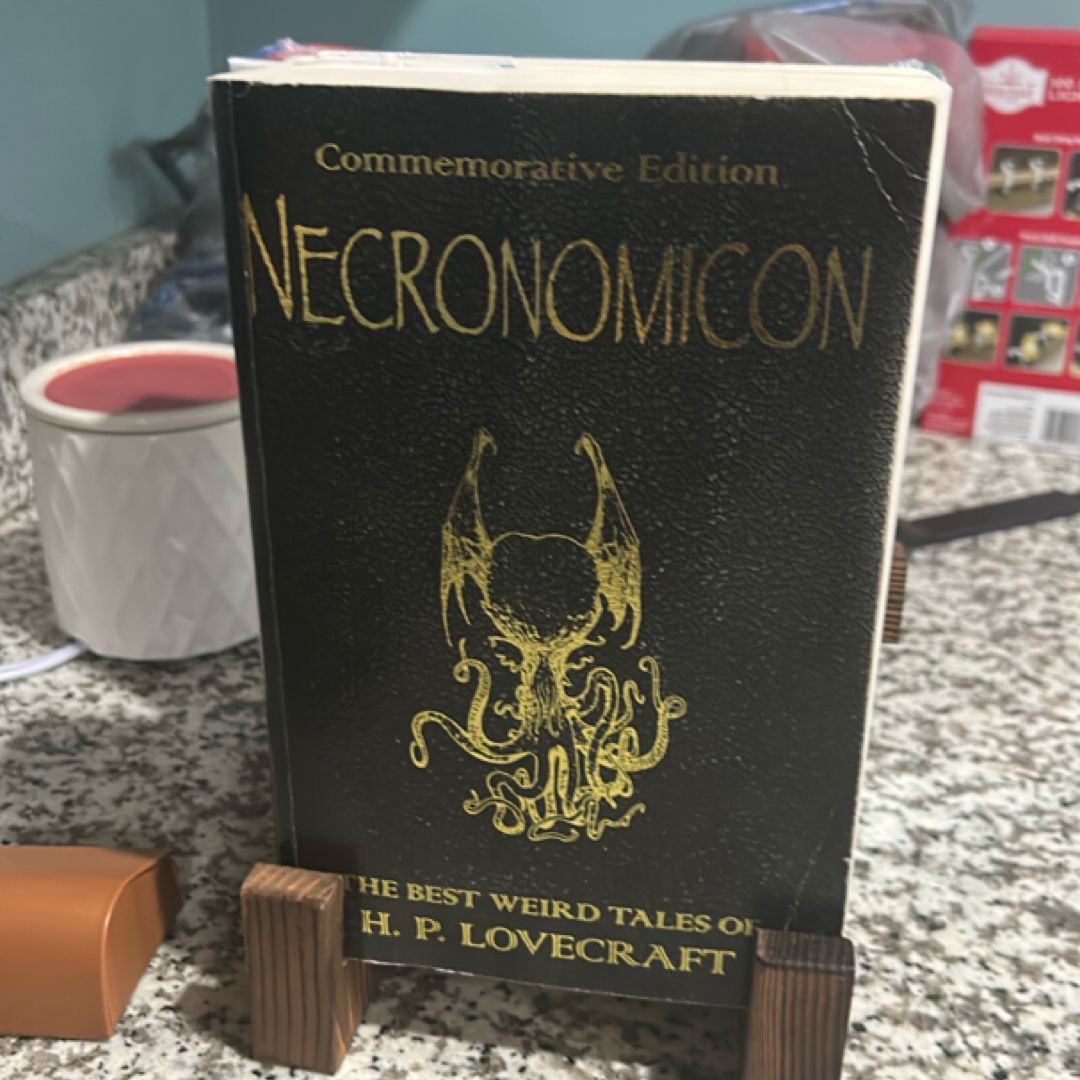 Commemorative Edition
NECRONOMICON
THE BEST WEIRD TALES OF
H. P. LOVECRAFT